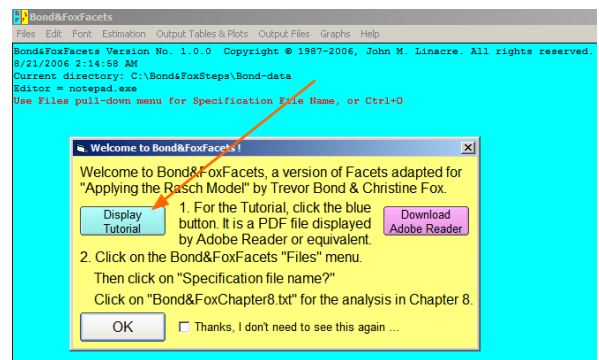 Bond&FoxFacets
Files Edit Font Estimation Output Tables & Plots Output Files Graphs Help
Bond&FoxFacets Version No. 1.0.0 Copyright © 1987-2006, John M. Linacre. All rights reserved.
8/21/2006 2:14:58 AM
Current directory: C:\Bond&FoxSteps\Bond-data
Editor = notepad.exe
Use Files pull-down menu for Specification File Name, or Ctrl+O
Welcome to Bond&FoxFacets!
Welcome to Bond&FoxFacets, a version of Facets adapted for
"Applying the Rasch Model" by Trevor Bond & Christine Fox.
Display
Tutorial
1. For the Tutorial, click the blue
button. It is a PDF file displayed
by Adobe Reader or equivalent.
Download
Adobe Reader
2. Click on the Bond&FoxFacets "Files" menu.
Then click on "Specification file name?"
Click on "Bond&FoxChapter8.txt" for the analysis in Chapter 8.
OK
Thanks, I don't need to see this again ...